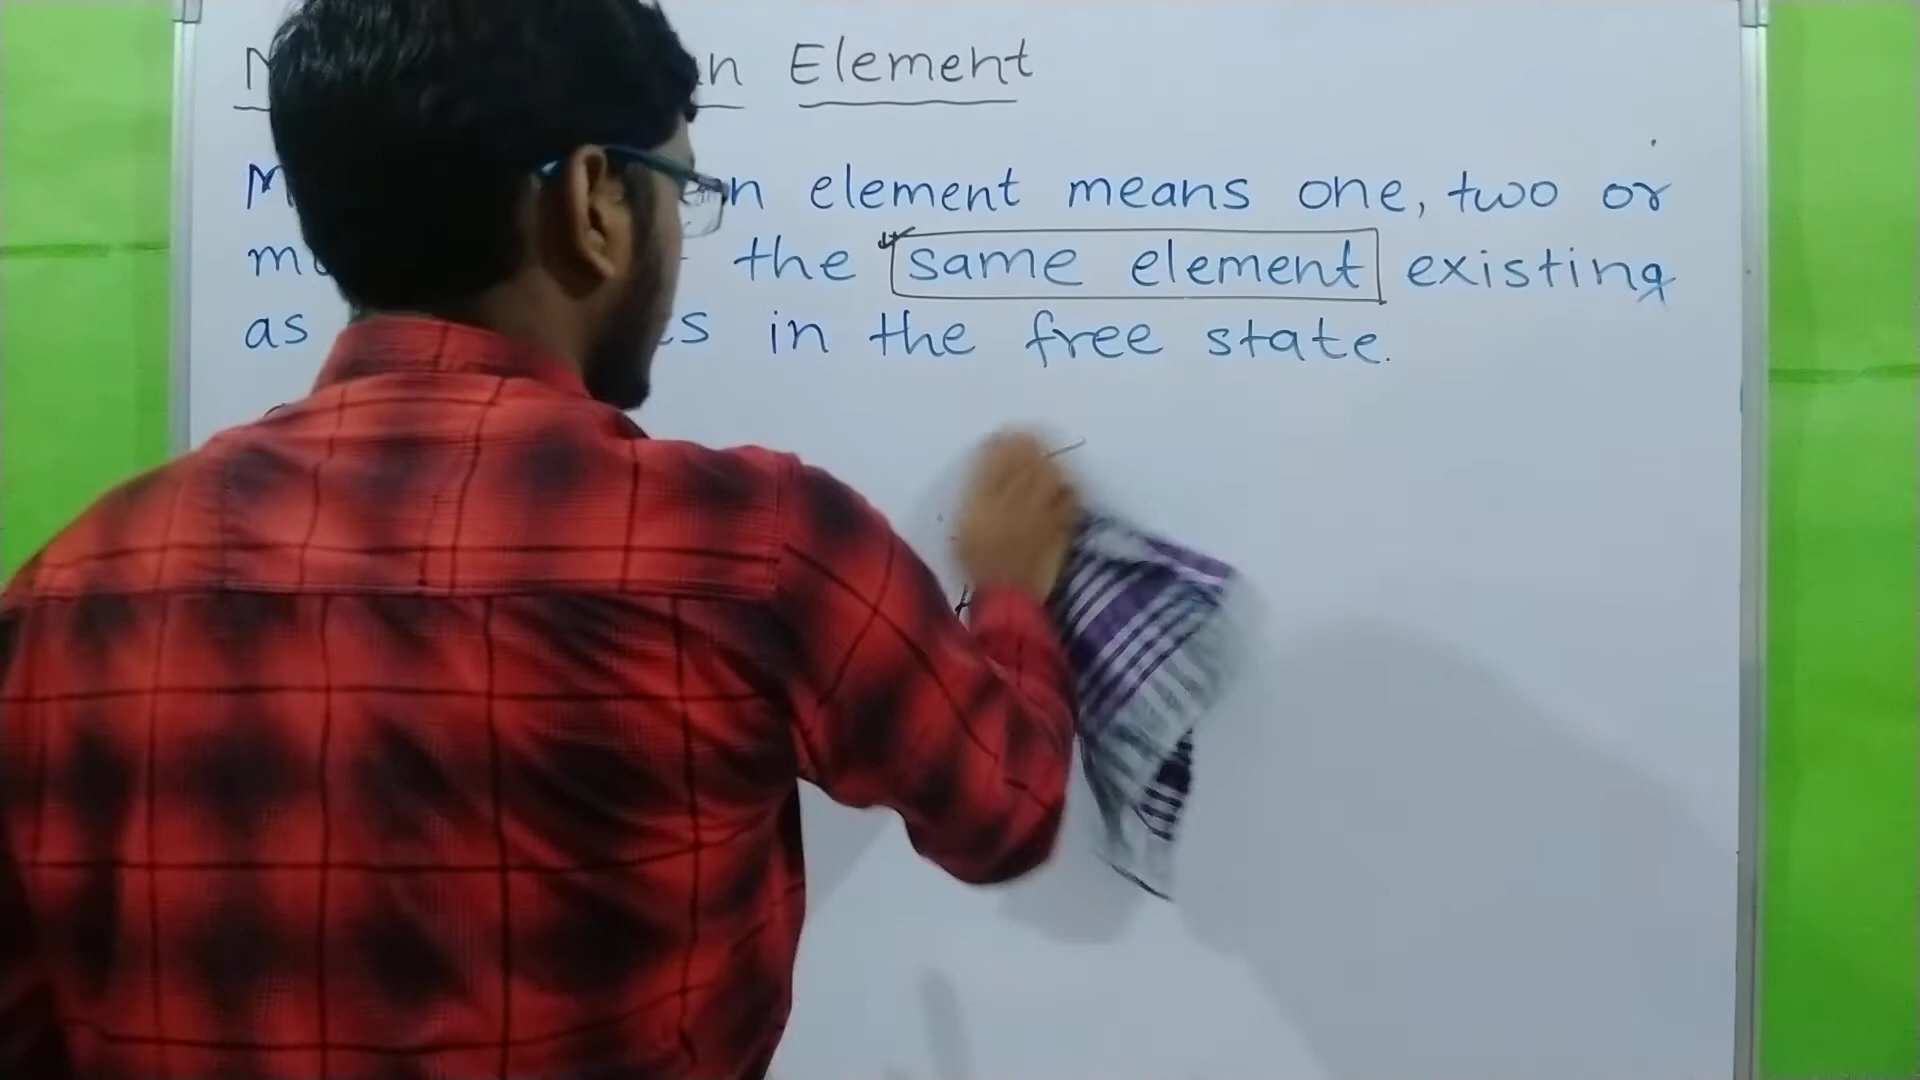 Element
element means one, two or
the same element existing
as in the free state.